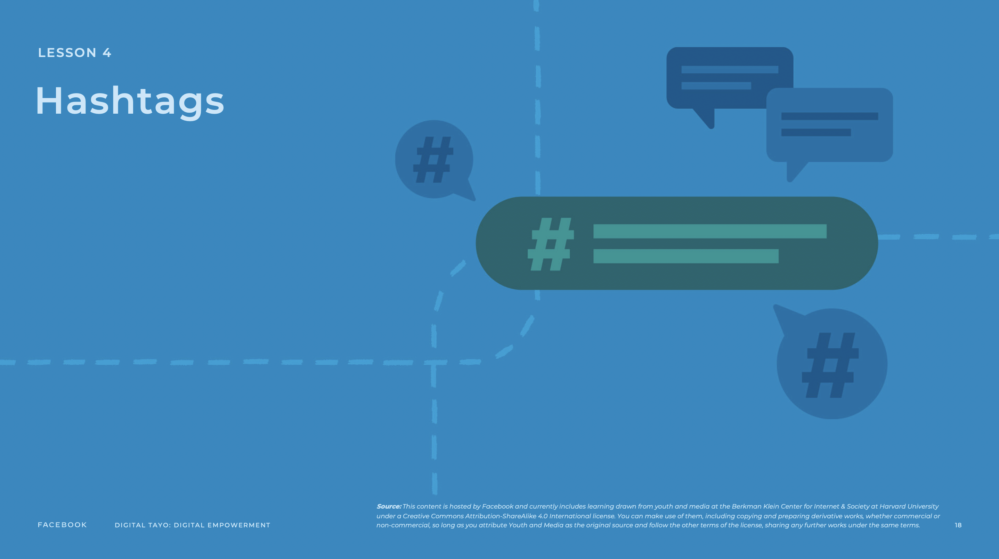 LESSON 4
Hashtags
#
#
#
Source: This content is hosted by Facebook and currently includes learning drawn from youth and media at the Berkman Klein Center for Internet & Society at Harvard University
under a Creative Commons Attribution-ShareAlike 4.0 International license. You can make use of them, including copying and preparing derivative works, whether commercial or
non-commercial, so long as you attribute Youth and Media as the original source and follow the other terms of the license, sharing any further works under the same terms.
FACEBOOK DIGITAL TAYO: DIGITAL EMPOWERMENT
18